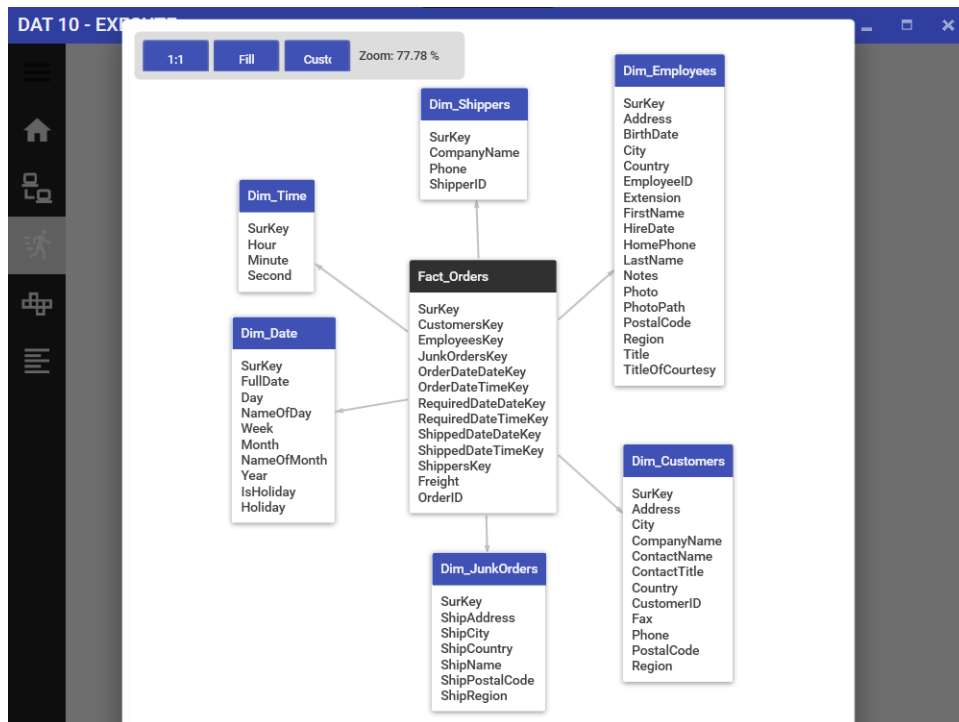 DAT 10 - EXECUTE
1:1
Fill
Zoom: 77.78 %
Dim_Shippers
SurKey
CompanyName
Phone
ShipperID
Dim_Employees
SurKey
Address
BirthDate
City
Country
EmployeeID
Extension
FirstName
HireDate
HomePhone
LastName
Notes
Photo
PhotoPath
PostalCode
Region
Title
TitleOfCourtesy
Dim_Time
SurKey
Hour
Minute
Second
Fact_Orders
SurKey
CustomersKey
EmployeesKey
JunkOrdersKey
OrderDateDateKey
OrderDateTimeKey
RequiredDateDateKey
RequiredDateTimeKey
ShippedDateDateKey
ShippedDateTimeKey
ShippersKey
Freight
OrderID
Dim_Date
SurKey
FullDate
Day
NameOfDay
Week
Month
NameOfMonth
Year
IsHoliday
Holiday
Dim_Customers
SurKey
Address
City
CompanyName
ContactName
ContactTitle
Country
CustomerID
Fax
Phone
PostalCode
Region
Dim_JunkOrders
SurKey
ShipAddress
ShipCity
ShipCountry
ShipName
ShipPostalCode
ShipRegion